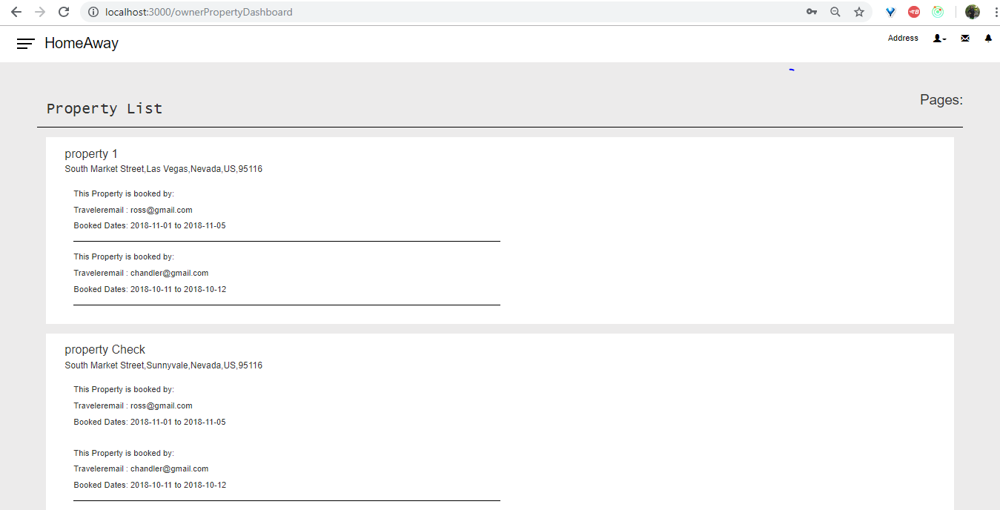 localhost:3000/ownerPropertyDashboard
HomeAway
Address
Property List
Pages:
property 1
South Market Street,Las Vegas,Nevada,US,95116
This Property is booked by:
Traveleremail : ross@gmail.com
Booked Dates: 2018-11-01 to 2018-11-05
This Property is booked by:
Traveleremail : chandler@gmail.com
Booked Dates: 2018-10-11 to 2018-10-12
property Check
South Market Street,Sunnyvale,Nevada,US,95116
This Property is booked by:
Traveleremail : ross@gmail.com
Booked Dates: 2018-11-01 to 2018-11-05
This Property is booked by:
Traveleremail : chandler@gmail.com
Booked Dates: 2018-10-11 to 2018-10-12